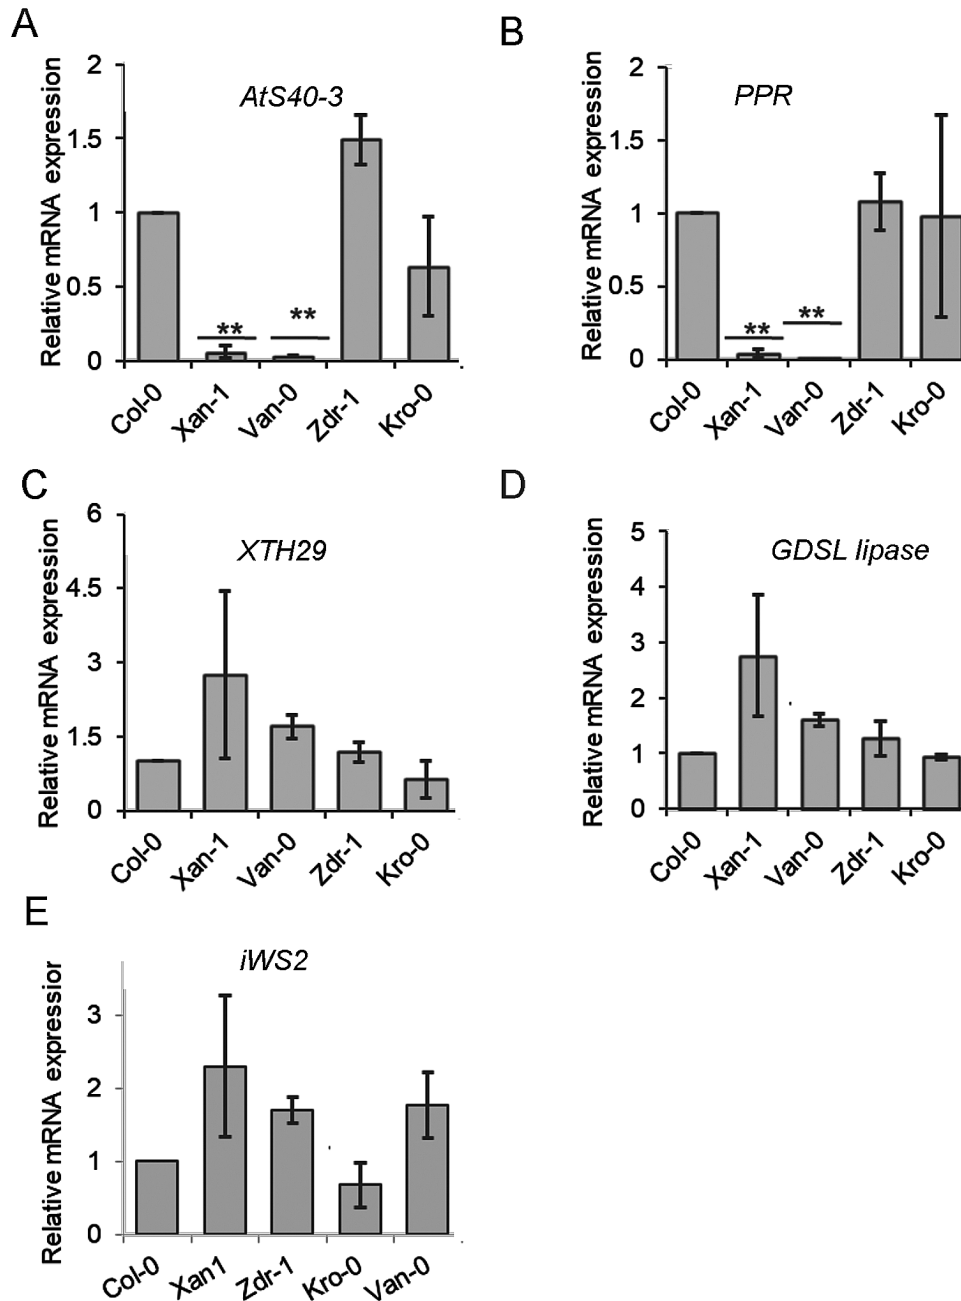 A
AtS40-3
Relative mRNA expression
2
1.5
1
0.5
0
**
**
Col-0
Xan-1
Van-0
Zdr-1
Kro-0
B
PPR
Relative mRNA expression
2
1.5
1
0.5
0
**
**
Col-0
Xan-1
Van-0
Zdr-1
Kro-0
C
XTH29
Relative mRNA expression
6
4.5
3
1.5
0
Col-0
Xan-1
Van-0
Zdr-1
Kro-0
D
GDSL lipase
Relative mRNA expression
5
4
3
2
1
0
Col-0
Xan-1
Van-0
Zdr-1
Kro-0
E
iWS2
Relative mRNA expressior
3
2
1
0
Col-0
Xan1
Zdr-1
Kro-0
Van-0